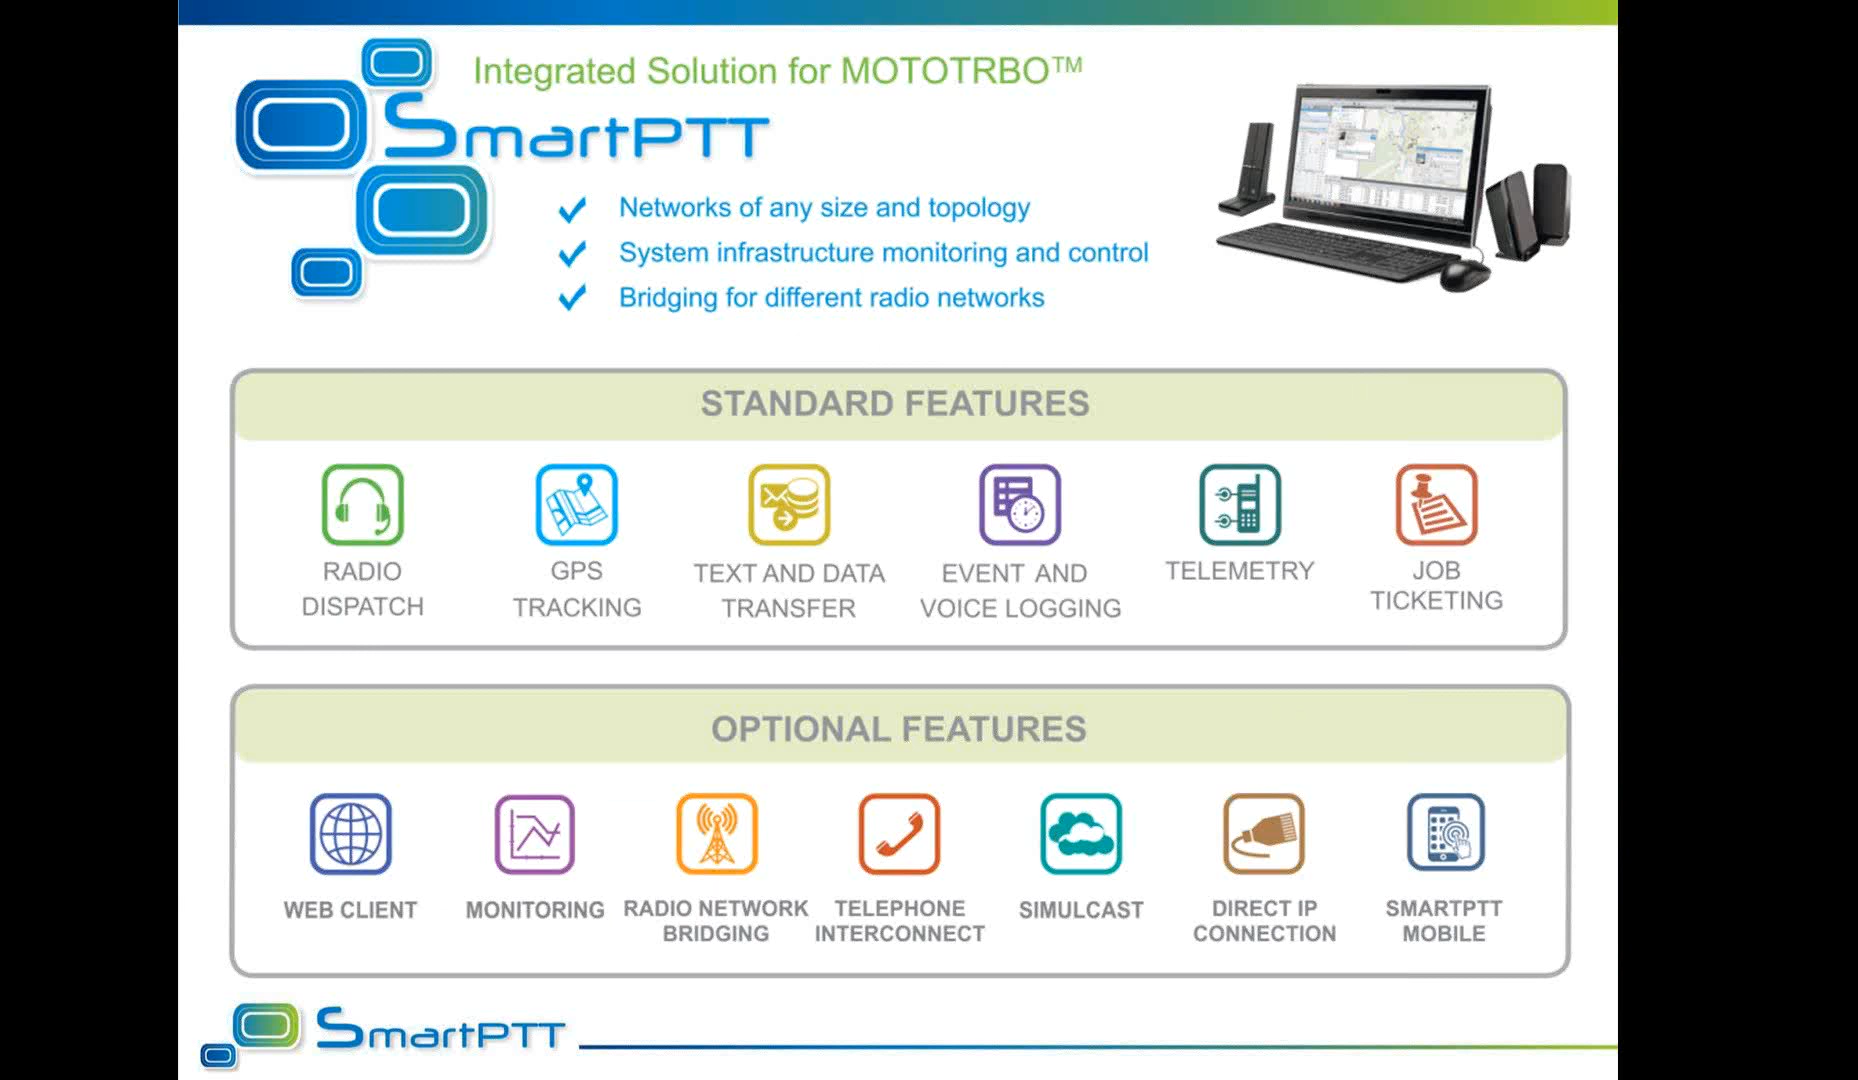 Integrated Solution for MOTOTRBO™
SmartPTT
Networks of any size and topology
System infrastructure monitoring and control
Bridging for different radio networks
STANDARD FEATURES
RADIO
DISPATCH
GPS
TRACKING
TEXT AND DATA
TRANSFER
EVENT AND
VOICE LOGGING
TELEMETRY
JOB
TICKETING
OPTIONAL FEATURES
WEB CLIENT
MONITORING
RADIO NETWORK
BRIDGING
TELEPHONE
INTERCONNECT
SIMULCAST
DIRECT IP
CONNECTION
SMARTPTT
MOBILE
SmartPTT